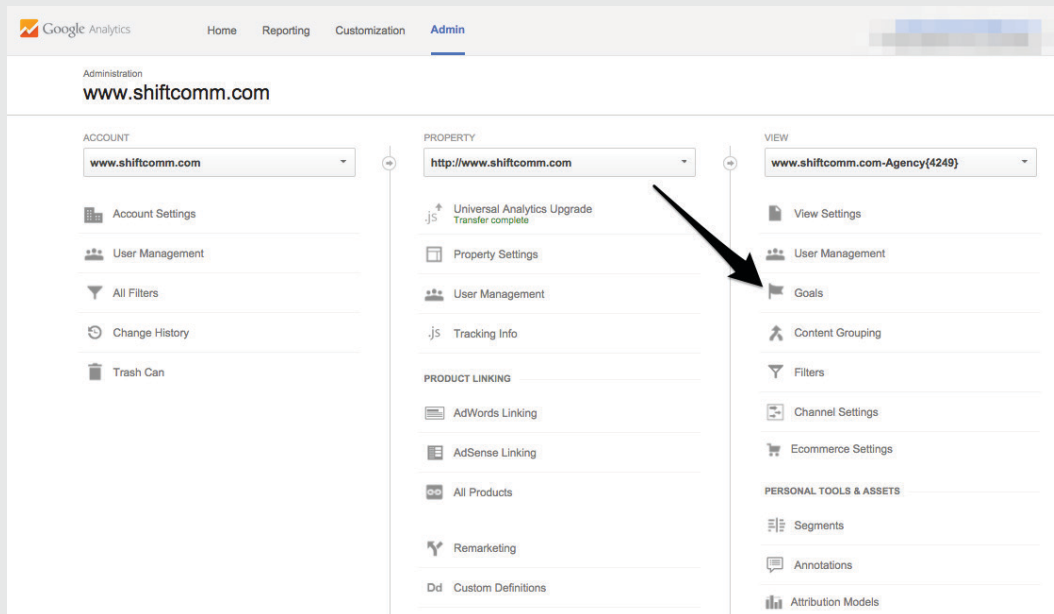 Google Analytics
Home Reporting Customization Admin
Administration
www.shiftcomm.com
ACCOUNT
www.shiftcomm.com
Account Settings
User Management
All Filters
Change History
Trash Can
PROPERTY
http://www.shiftcomm.com
.js Universal Analytics Upgrade
Transfer complete
Property Settings
User Management
.js Tracking Info
PRODUCT LINKING
AdWords Linking
AdSense Linking
All Products
Remarketing
Dd Custom Definitions
VIEW
www.shiftcomm.com-Agency{4249}
View Settings
User Management
Goals
Content Grouping
Filters
Channel Settings
Ecommerce Settings
PERSONAL TOOLS & ASSETS
Segments
Annotations
Attribution Models